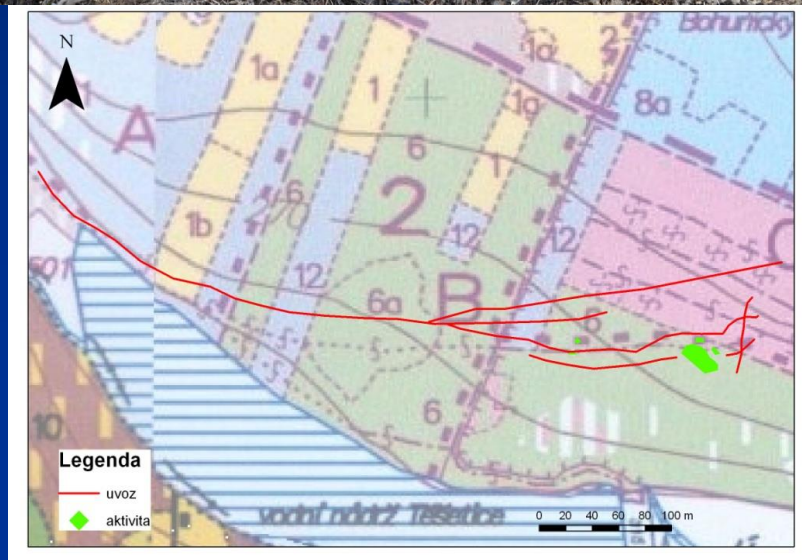 Bohunický
N
1a
1a
2
1
1g
8a
A
6
6
1
2
12
12
1b
12
C
501
6a
B
6
6
10
Legenda
uvoz
aktivita
vodní nádrž Těšetice
0 20 40 60 80 100 m